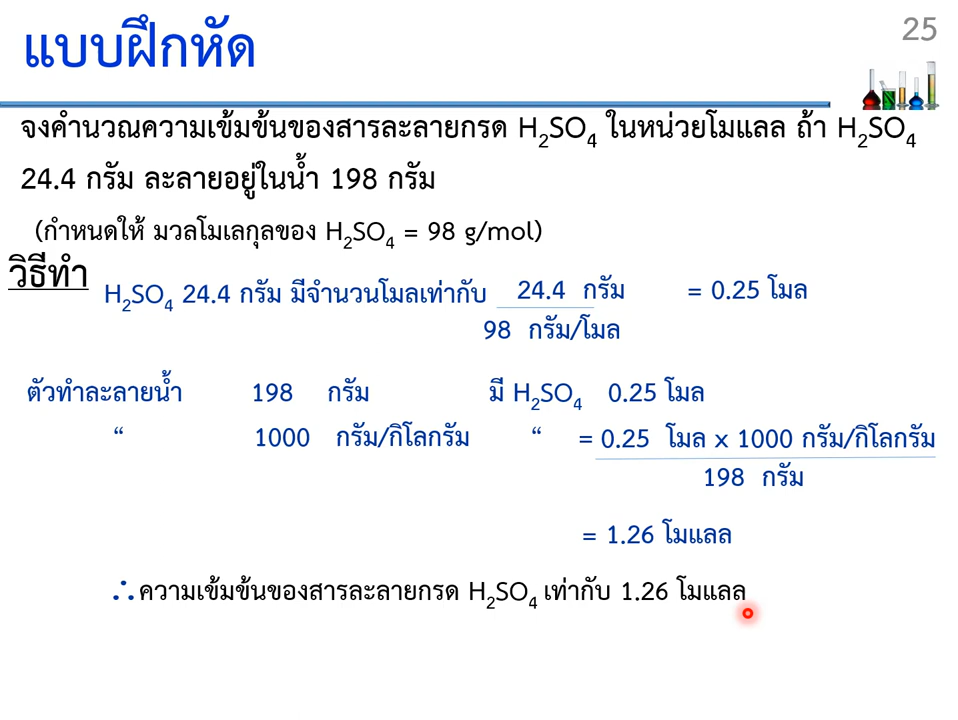 25
แบบฝึกหัด
จงคำนวณความเข้มข้นของสารละลายกรด H₂SO₄ ในหน่วยโมแลล ถ้า H₂SO₄
24.4 กรัม ละลายอยู่ในน้ำ 198 กรัม
(กำหนดให้ มวลโมเลกุลของ H₂SO₄ = 98 g/mol)
วิธีทำ
H₂SO₄ 24.4 กรัม มีจำนวนโมลเท่ากับ 24.4 กรัม = 0.25 โมล
98 กรัม/โมล
ตัวทำละลายน้ำ 198 กรัม มี H₂SO₄ 0.25 โมล
“ 1000 กรัม/กิโลกรัม “ = 0.25 โมล x 1000 กรัม/กิโลกรัม
198 กรัม
= 1.26 โมแลล
∴ ความเข้มข้นของสารละลายกรด H₂SO₄ เท่ากับ 1.26 โมแลล